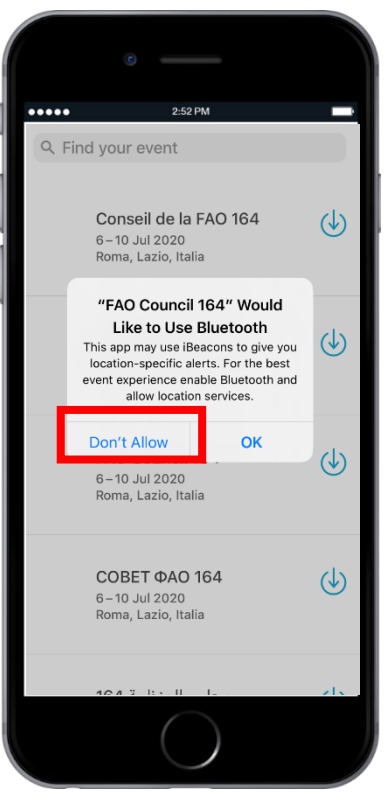 2:52 PM
Find your event
Conseil de la FAO 164
6 – 10 Jul 2020
Roma, Lazio, Italia
“FAO Council 164” Would
Like to Use Bluetooth
This app may use iBeacons to give you
location-specific alerts. For the best
event experience enable Bluetooth and
allow location services.
Don’t Allow
OK
6 – 10 Jul 2020
Roma, Lazio, Italia
СОВЕТ ФАО 164
6 – 10 Jul 2020
Roma, Lazio, Italia
164